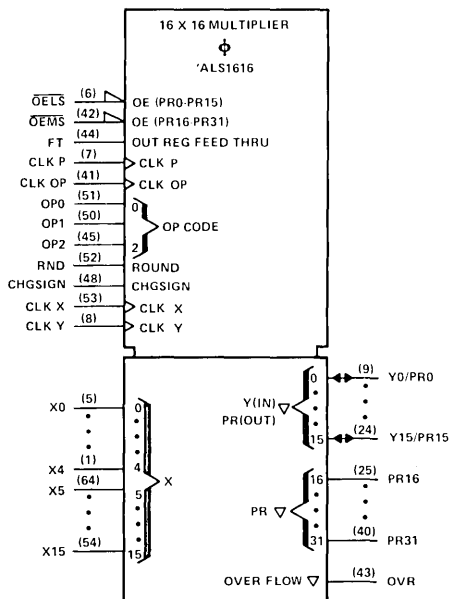 16 X 16 MULTIPLIER
Φ
'ALS1616
OELS (6) OE (PR0-PR15)
OEMS (42) OE (PR16-PR31)
FT (44) OUT REG FEED THRU
CLK P (7) CLK P
CLK OP (41) CLK OP
OP0 (51) 0
OP1 (50) OP CODE
OP2 (45) 2
RND (52) ROUND
CHGSIGN (48) CHGSIGN
CLK X (53) CLK X
CLK Y (8) CLK Y
0 (9) Y0/PR0
Y(IN)
PR(OUT)
15 (24) Y15/PR15
X0 (5) 0
X4 (1) 4
X5 (64) 5
X
X15 (54) 15
16 (25) PR16
PR
31 (40) PR31
OVER FLOW (43) OVR